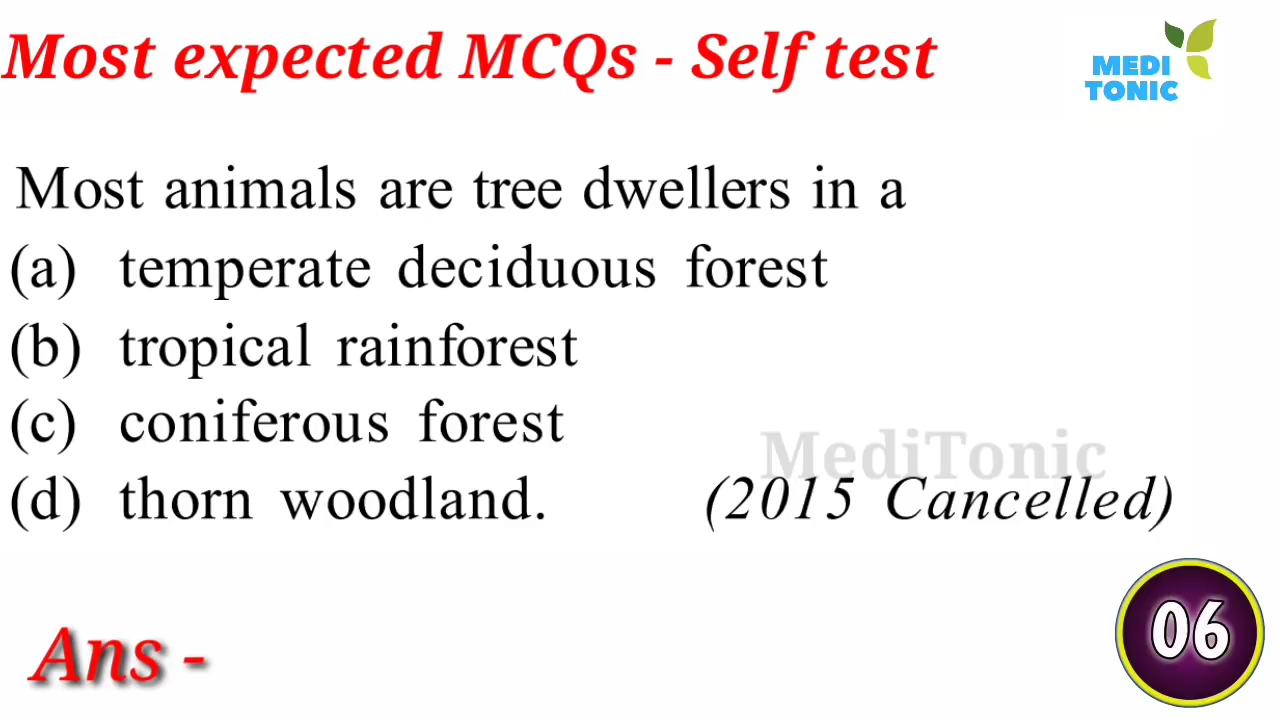 Most expected MCQs - Self test
MEDI
TONIC
Most animals are tree dwellers in a
(a) temperate deciduous forest
(b) tropical rainforest
(c) coniferous forest
MediTonic
(d) thorn woodland. (2015 Cancelled)
06
Ans -